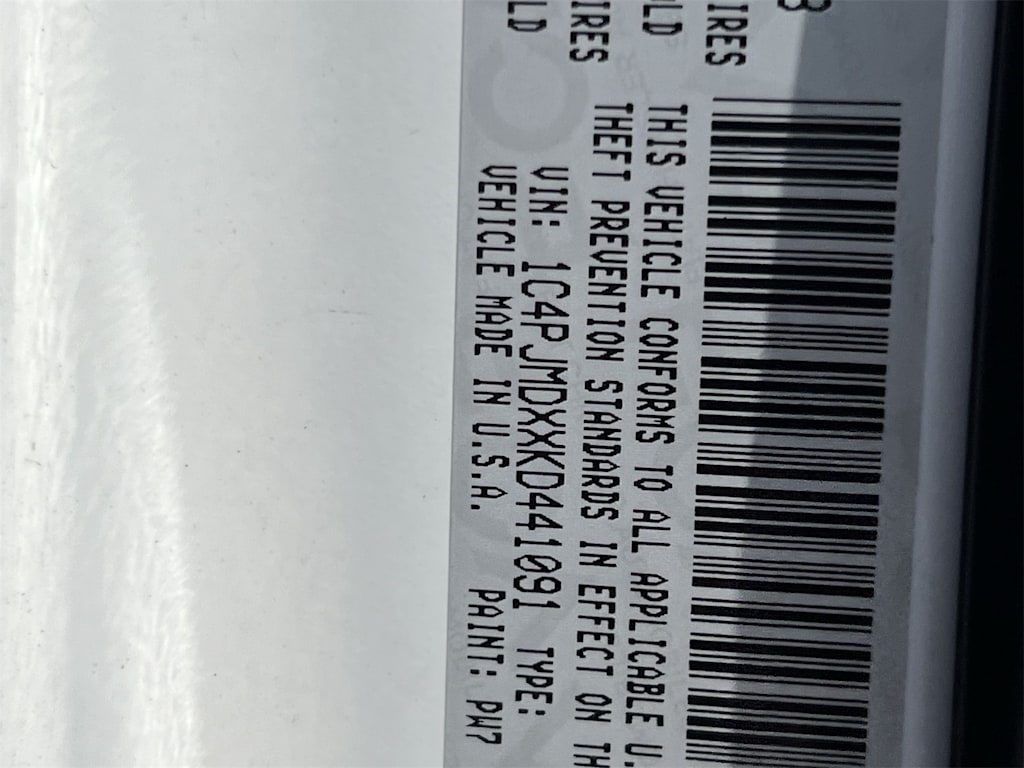 8
IRES
LD
IRES
LD
THIS VEHICLE CONFORMS TO ALL APPLICABLE U.
THEFT PREVENTION STANDARDS IN EFFECT ON TH
VIN: 1C4PJMDXXKD441091 TYPE:
VEHICLE MADE IN U.S.A. PAINT: PW7